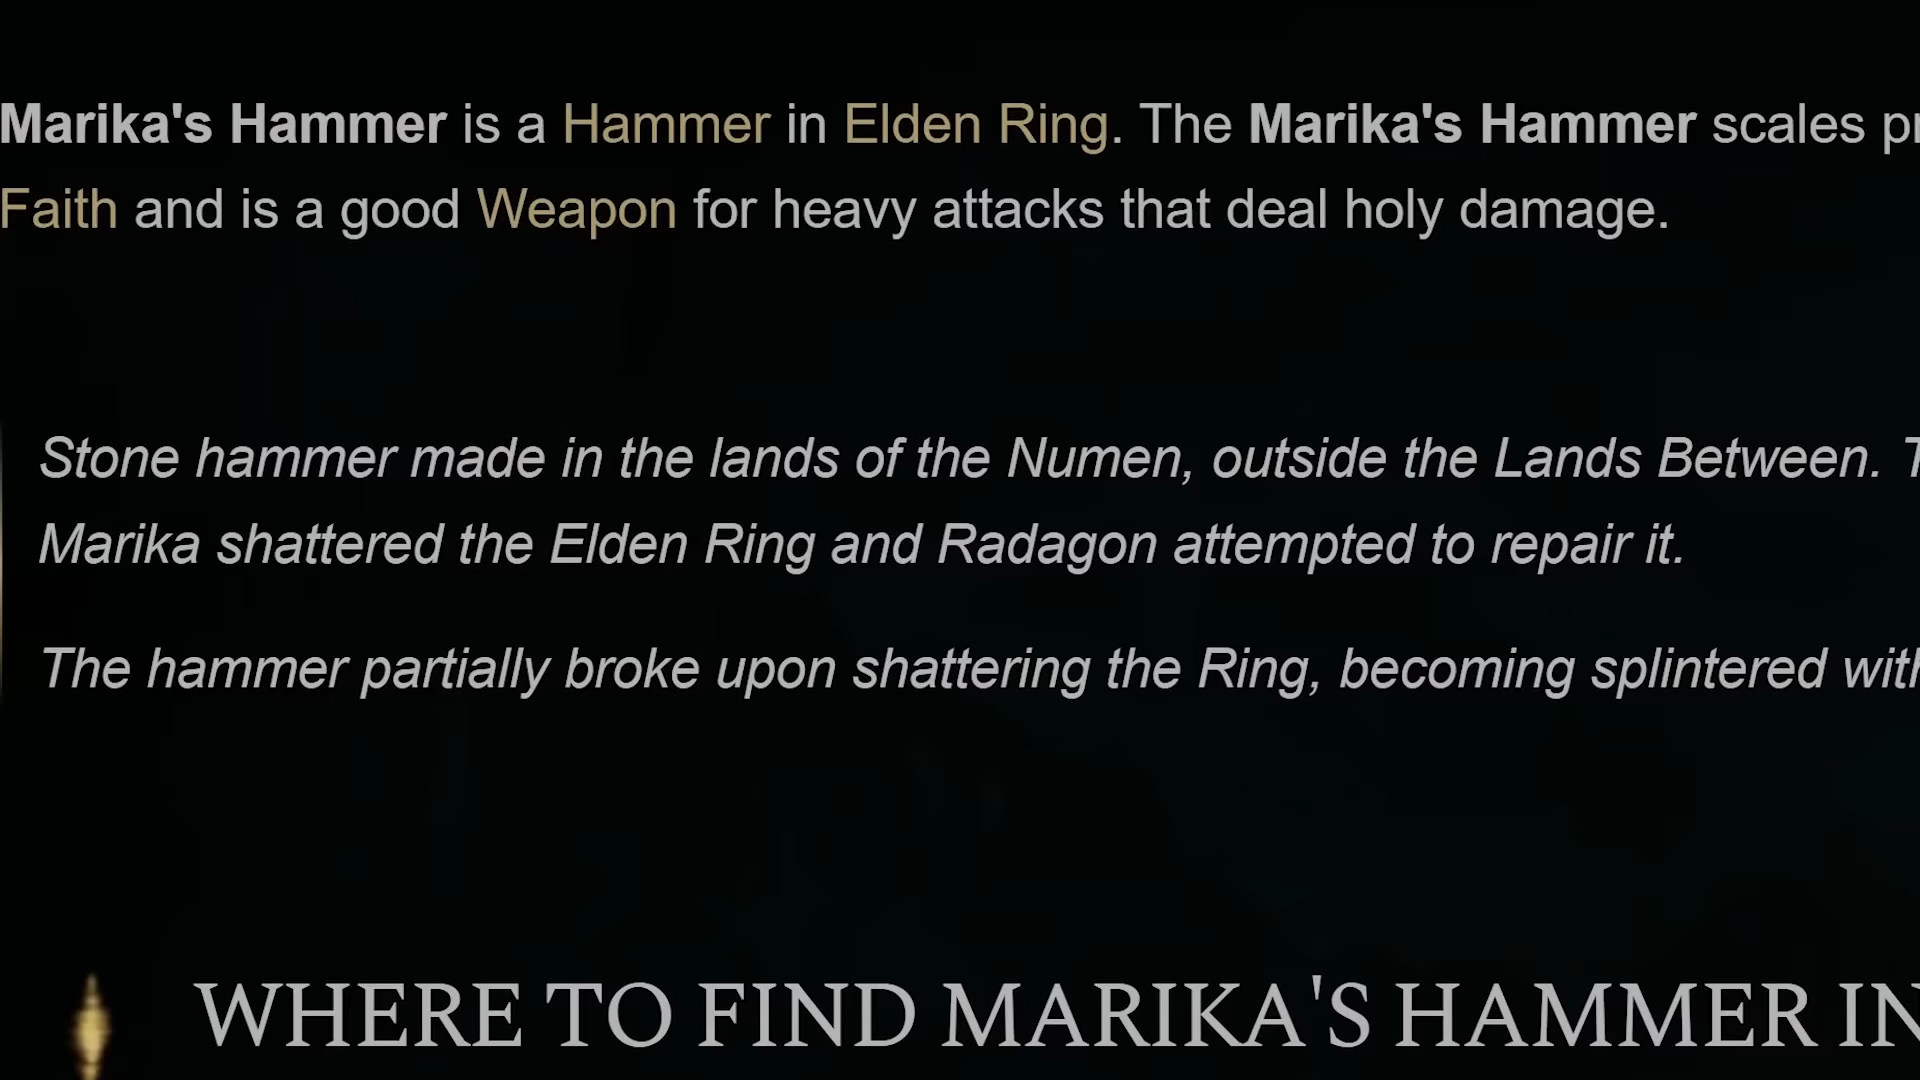 Marika's Hammer is a Hammer in Elden Ring. The Marika's Hammer scales
Faith and is a good Weapon for heavy attacks that deal holy damage.
Stone hammer made in the lands of the Numen, outside the Lands Between.
Marika shattered the Elden Ring and Radagon attempted to repair it.
The hammer partially broke upon shattering the Ring, becoming splintered with
WHERE TO FIND MARIKA'S HAMMER IN